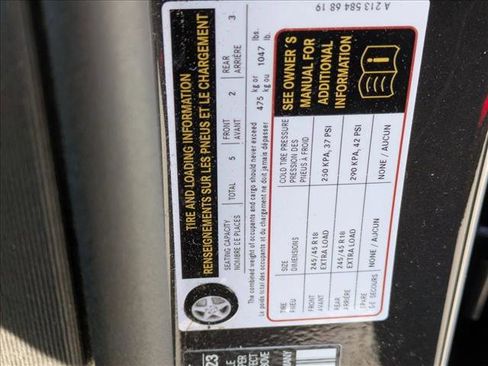 A 213 584 68 19
TIRE AND LOADING INFORMATION
RENSEIGNEMENTS SUR LES PNEUS ET LE CHARGEMENT
SEATING CAPACITY
NOMBRE DE PLACES
TOTAL 5
FRONT
AVANT
2
REAR
ARRIÈRE
3
The combined weight of occupants and cargo should never exceed
Le poids total des occupants et du chargement ne doit jamais dépasser
475 kg or 1047 lbs.
kg ou lb.
TIRE
PNEU
SIZE
DIMENSIONS
COLD TIRE PRESSURE
PRESSION DES
PNEUS À FROID
FRONT
AVANT
245/45 R18
EXTRA LOAD
250 KPA, 37 PSI
REAR
ARRIÈRE
245/45 R18
EXTRA LOAD
290 KPA, 42 PSI
SPARE
DE SECOURS
NONE / AUCUN
NONE / AUCUN
SEE OWNER´S
MANUAL FOR
ADDITIONAL
INFORMATION
23